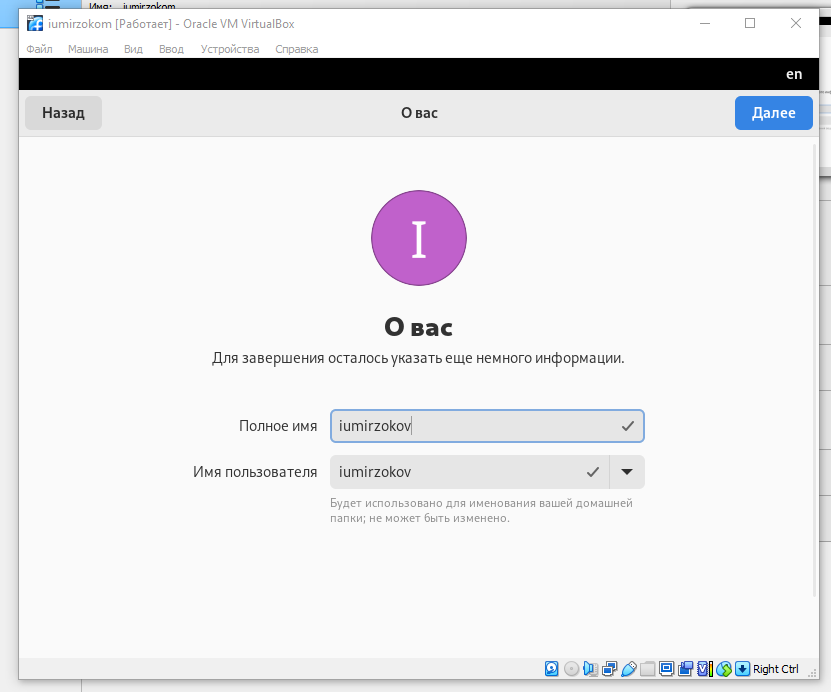 Имя: iumirzokom
iumirzokom [Работает] - Oracle VM VirtualBox
Файл Машина Вид Ввод Устройства Справка
en
Назад О вас Далее
I
О вас
Для завершения осталось указать еще немного информации.
Полное имя iumirzokov
Имя пользователя iumirzokov
Будет использовано для именования вашей домашней
папки; не может быть изменено.
Right Ctrl